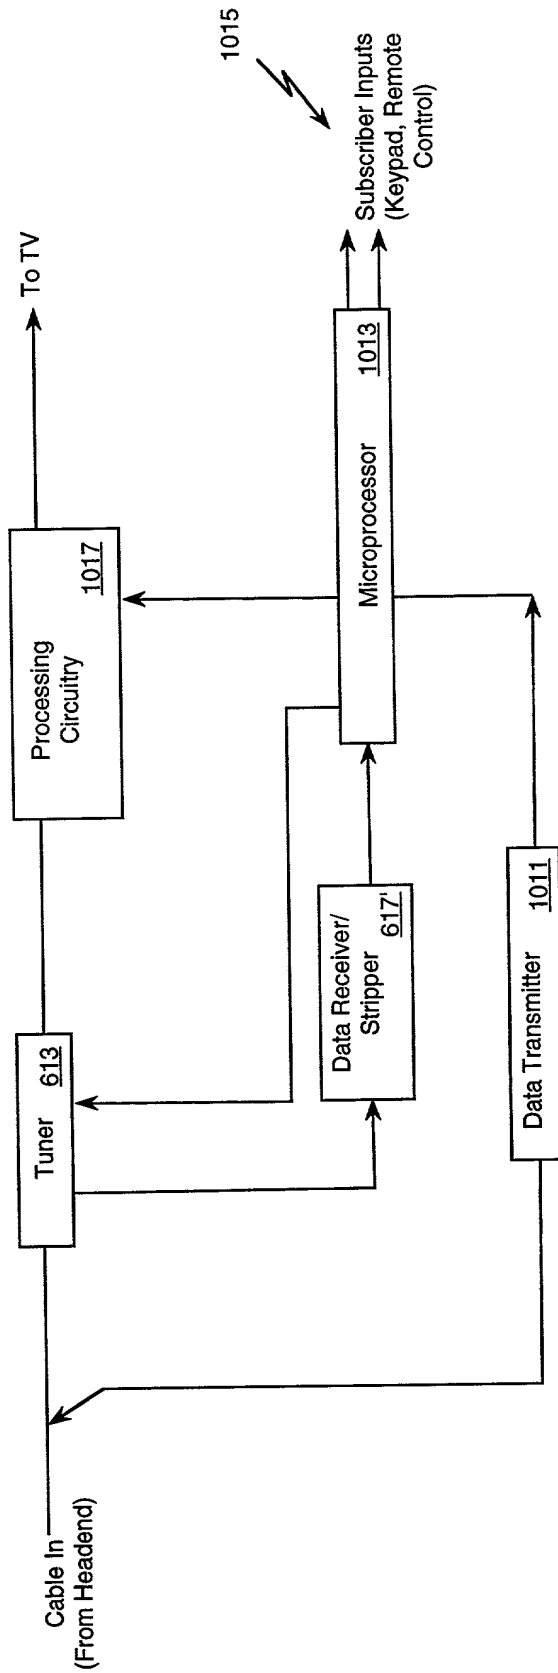 Cable In
(From Headend)
Tuner 613
Processing
Circuitry
1017
To TV
Data Receiver/
Stripper
617'
Microprocessor 1013
Subscriber Inputs
(Keypad, Remote
Control)
1015
Data Transmitter 1011